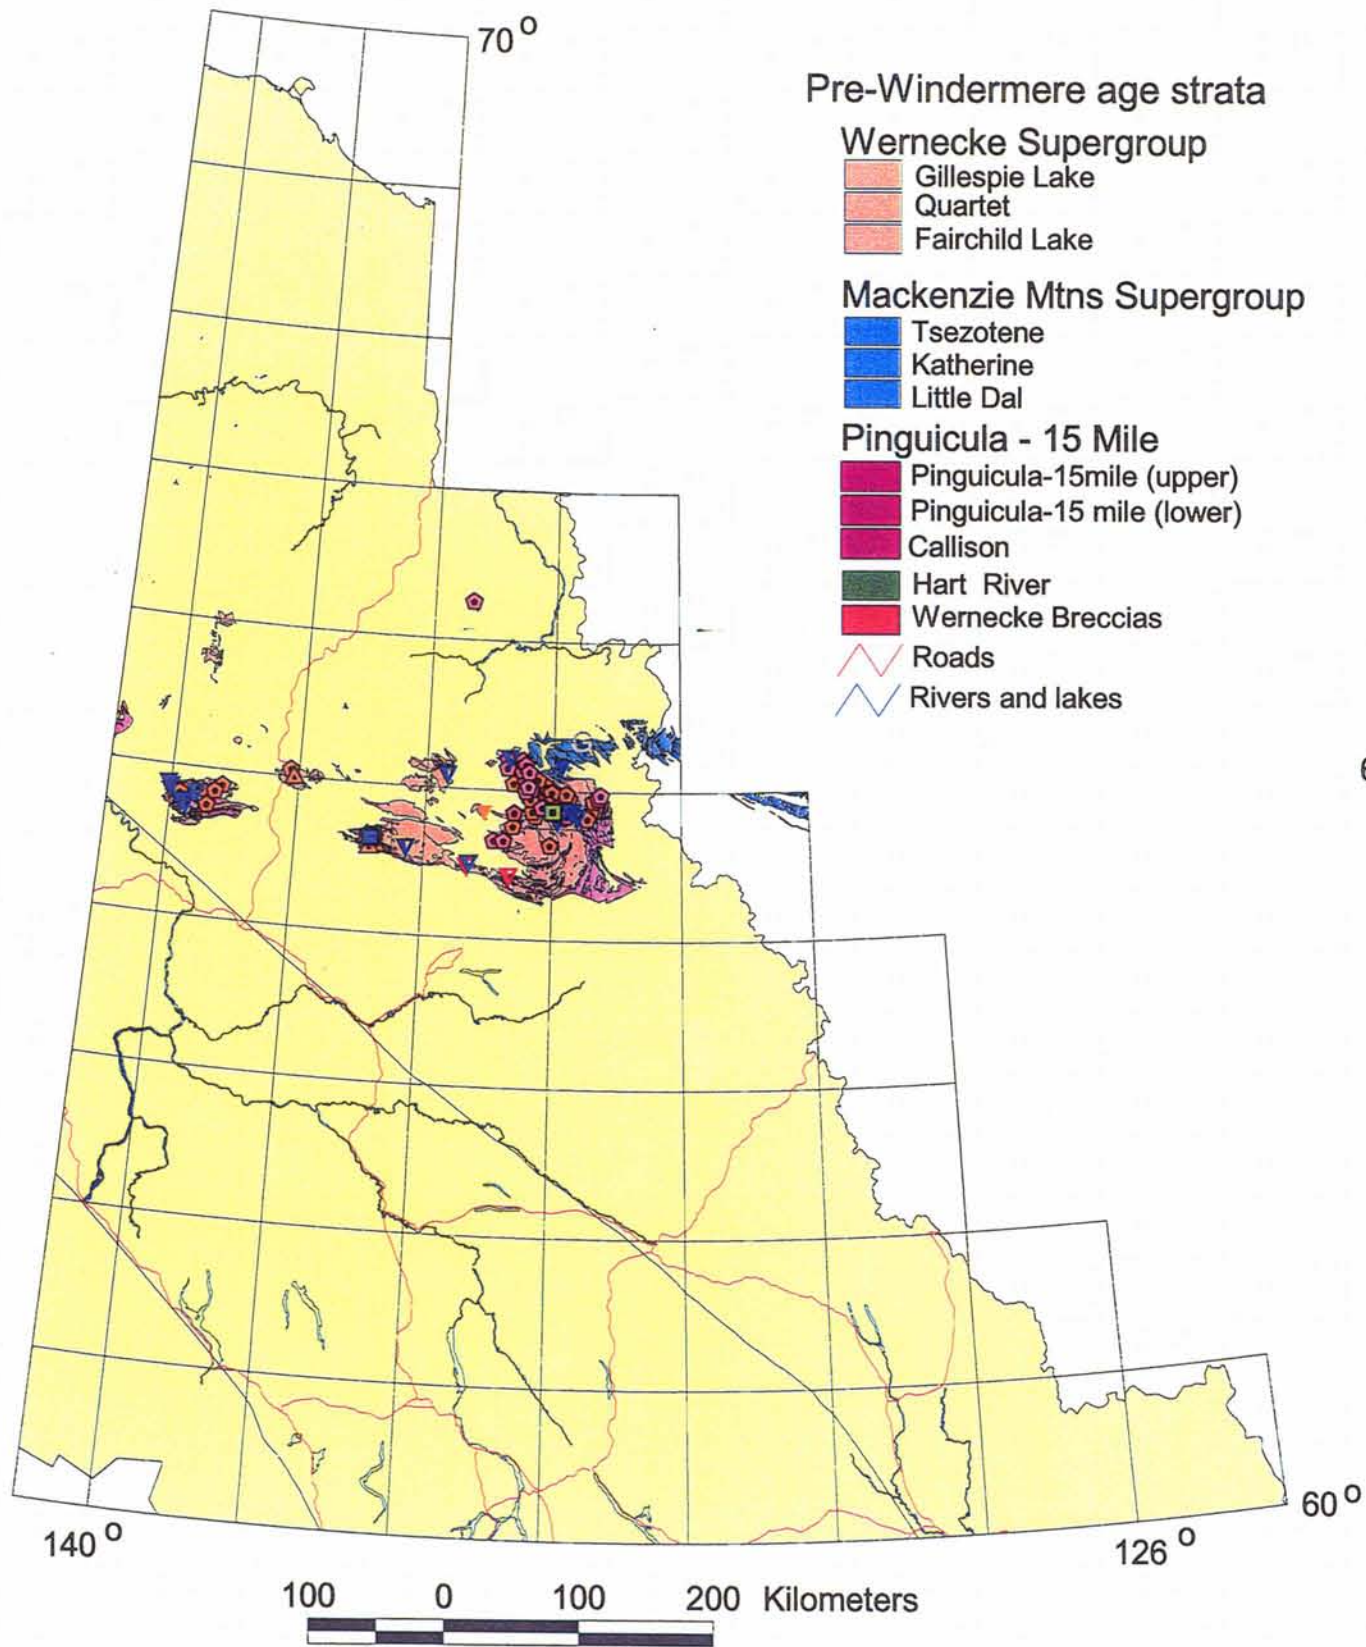 70°
Pre-Windermere age strata
Wernecke Supergroup
Gillespie Lake
Quartet
Fairchild Lake
Mackenzie Mtns Supergroup
Tsezotene
Katherine
Little Dal
Pinguicula - 15 Mile
Pinguicula-15mile (upper)
Pinguicula-15 mile (lower)
Callison
Hart River
Wernecke Breccias
Roads
Rivers and lakes
6
60°
140°
126°
100 0 100 200 Kilometers